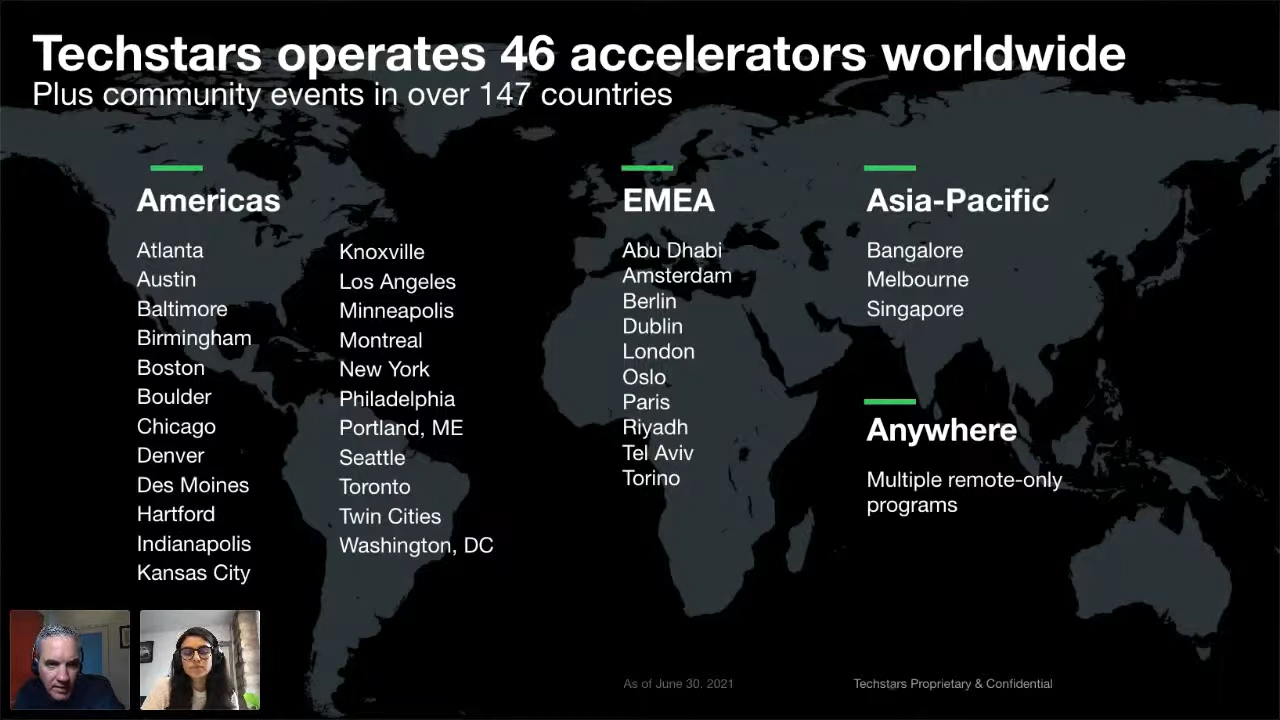 Techstars operates 46 accelerators worldwide
Plus community events in over 147 countries
Americas
Atlanta
Austin
Baltimore
Birmingham
Boston
Boulder
Chicago
Denver
Des Moines
Hartford
Indianapolis
Kansas City
Knoxville
Los Angeles
Minneapolis
Montreal
New York
Philadelphia
Portland, ME
Seattle
Toronto
Twin Cities
Washington, DC
EMEA
Abu Dhabi
Amsterdam
Berlin
Dublin
London
Oslo
Paris
Riyadh
Tel Aviv
Torino
Asia-Pacific
Bangalore
Melbourne
Singapore
Anywhere
Multiple remote-only
programs
As of June 30. 2021
Techstars Proprietary & Confidential